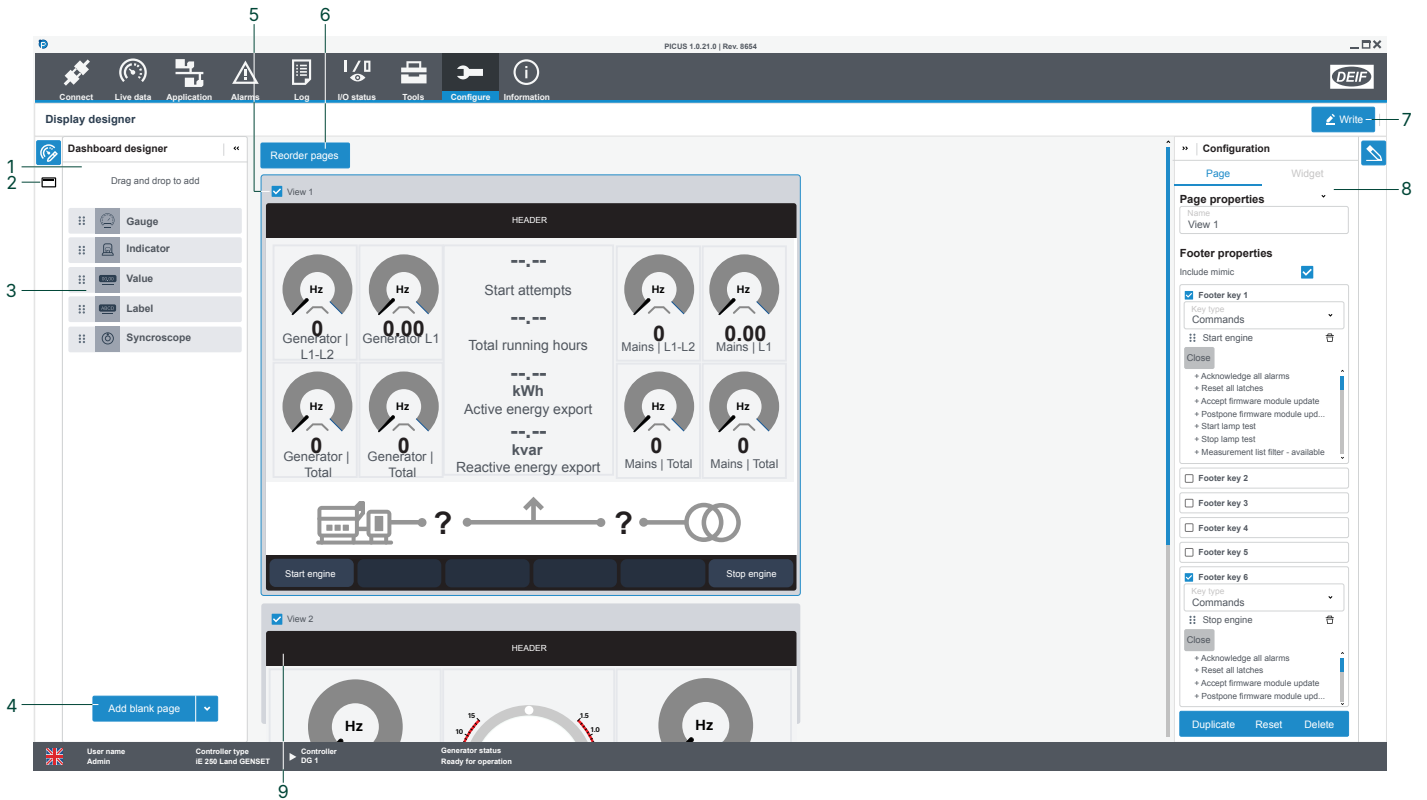 5
6
PICUS 1.0.21.0 | Rev. 8654
Connect
Live data
Application
Alarms
Log
I/O status
Tools
Configure
Information
DEIF
Display designer
Write
7
Dashboard designer
«
1
2
Drag and drop to add
Gauge
Indicator
Value
3
Label
Syncroscope
4
Add blank page
Reorder pages
View 1
HEADER
Hz
0
Generator |
L1-L2
Hz
0.00
Generator L1
--.--
Start attempts
--.--
Total running hours
Hz
0
Mains | L1-L2
Hz
0.00
Mains | L1
Hz
0
Generator |
Total
Hz
0
Generator |
Total
--.--
kWh
Active energy export
--.--
kvar
Reactive energy export
Hz
0
Mains | Total
Hz
0
Mains | Total
?
?
Start engine
Stop engine
View 2
HEADER
Hz
15
10
1.5
1.0
Hz
» Configuration
Page
Widget
8
Page properties
Name
View 1
Footer properties
Include mimic
Footer key 1
Key type
Commands
Start engine
Close
+ Acknowledge all alarms
+ Reset all latches
+ Accept firmware module update
+ Postpone firmware module upd...
+ Start lamp test
+ Stop lamp test
+ Measurement list filter - available
Footer key 2
Footer key 3
Footer key 4
Footer key 5
Footer key 6
Key type
Commands
Stop engine
Close
+ Acknowledge all alarms
+ Reset all latches
+ Accept firmware module update
+ Postpone firmware module upd...
Duplicate
Reset
Delete
User name
Admin
Controller type
iE 250 Land GENSET
Controller
DG 1
Generator status
Ready for operation
9